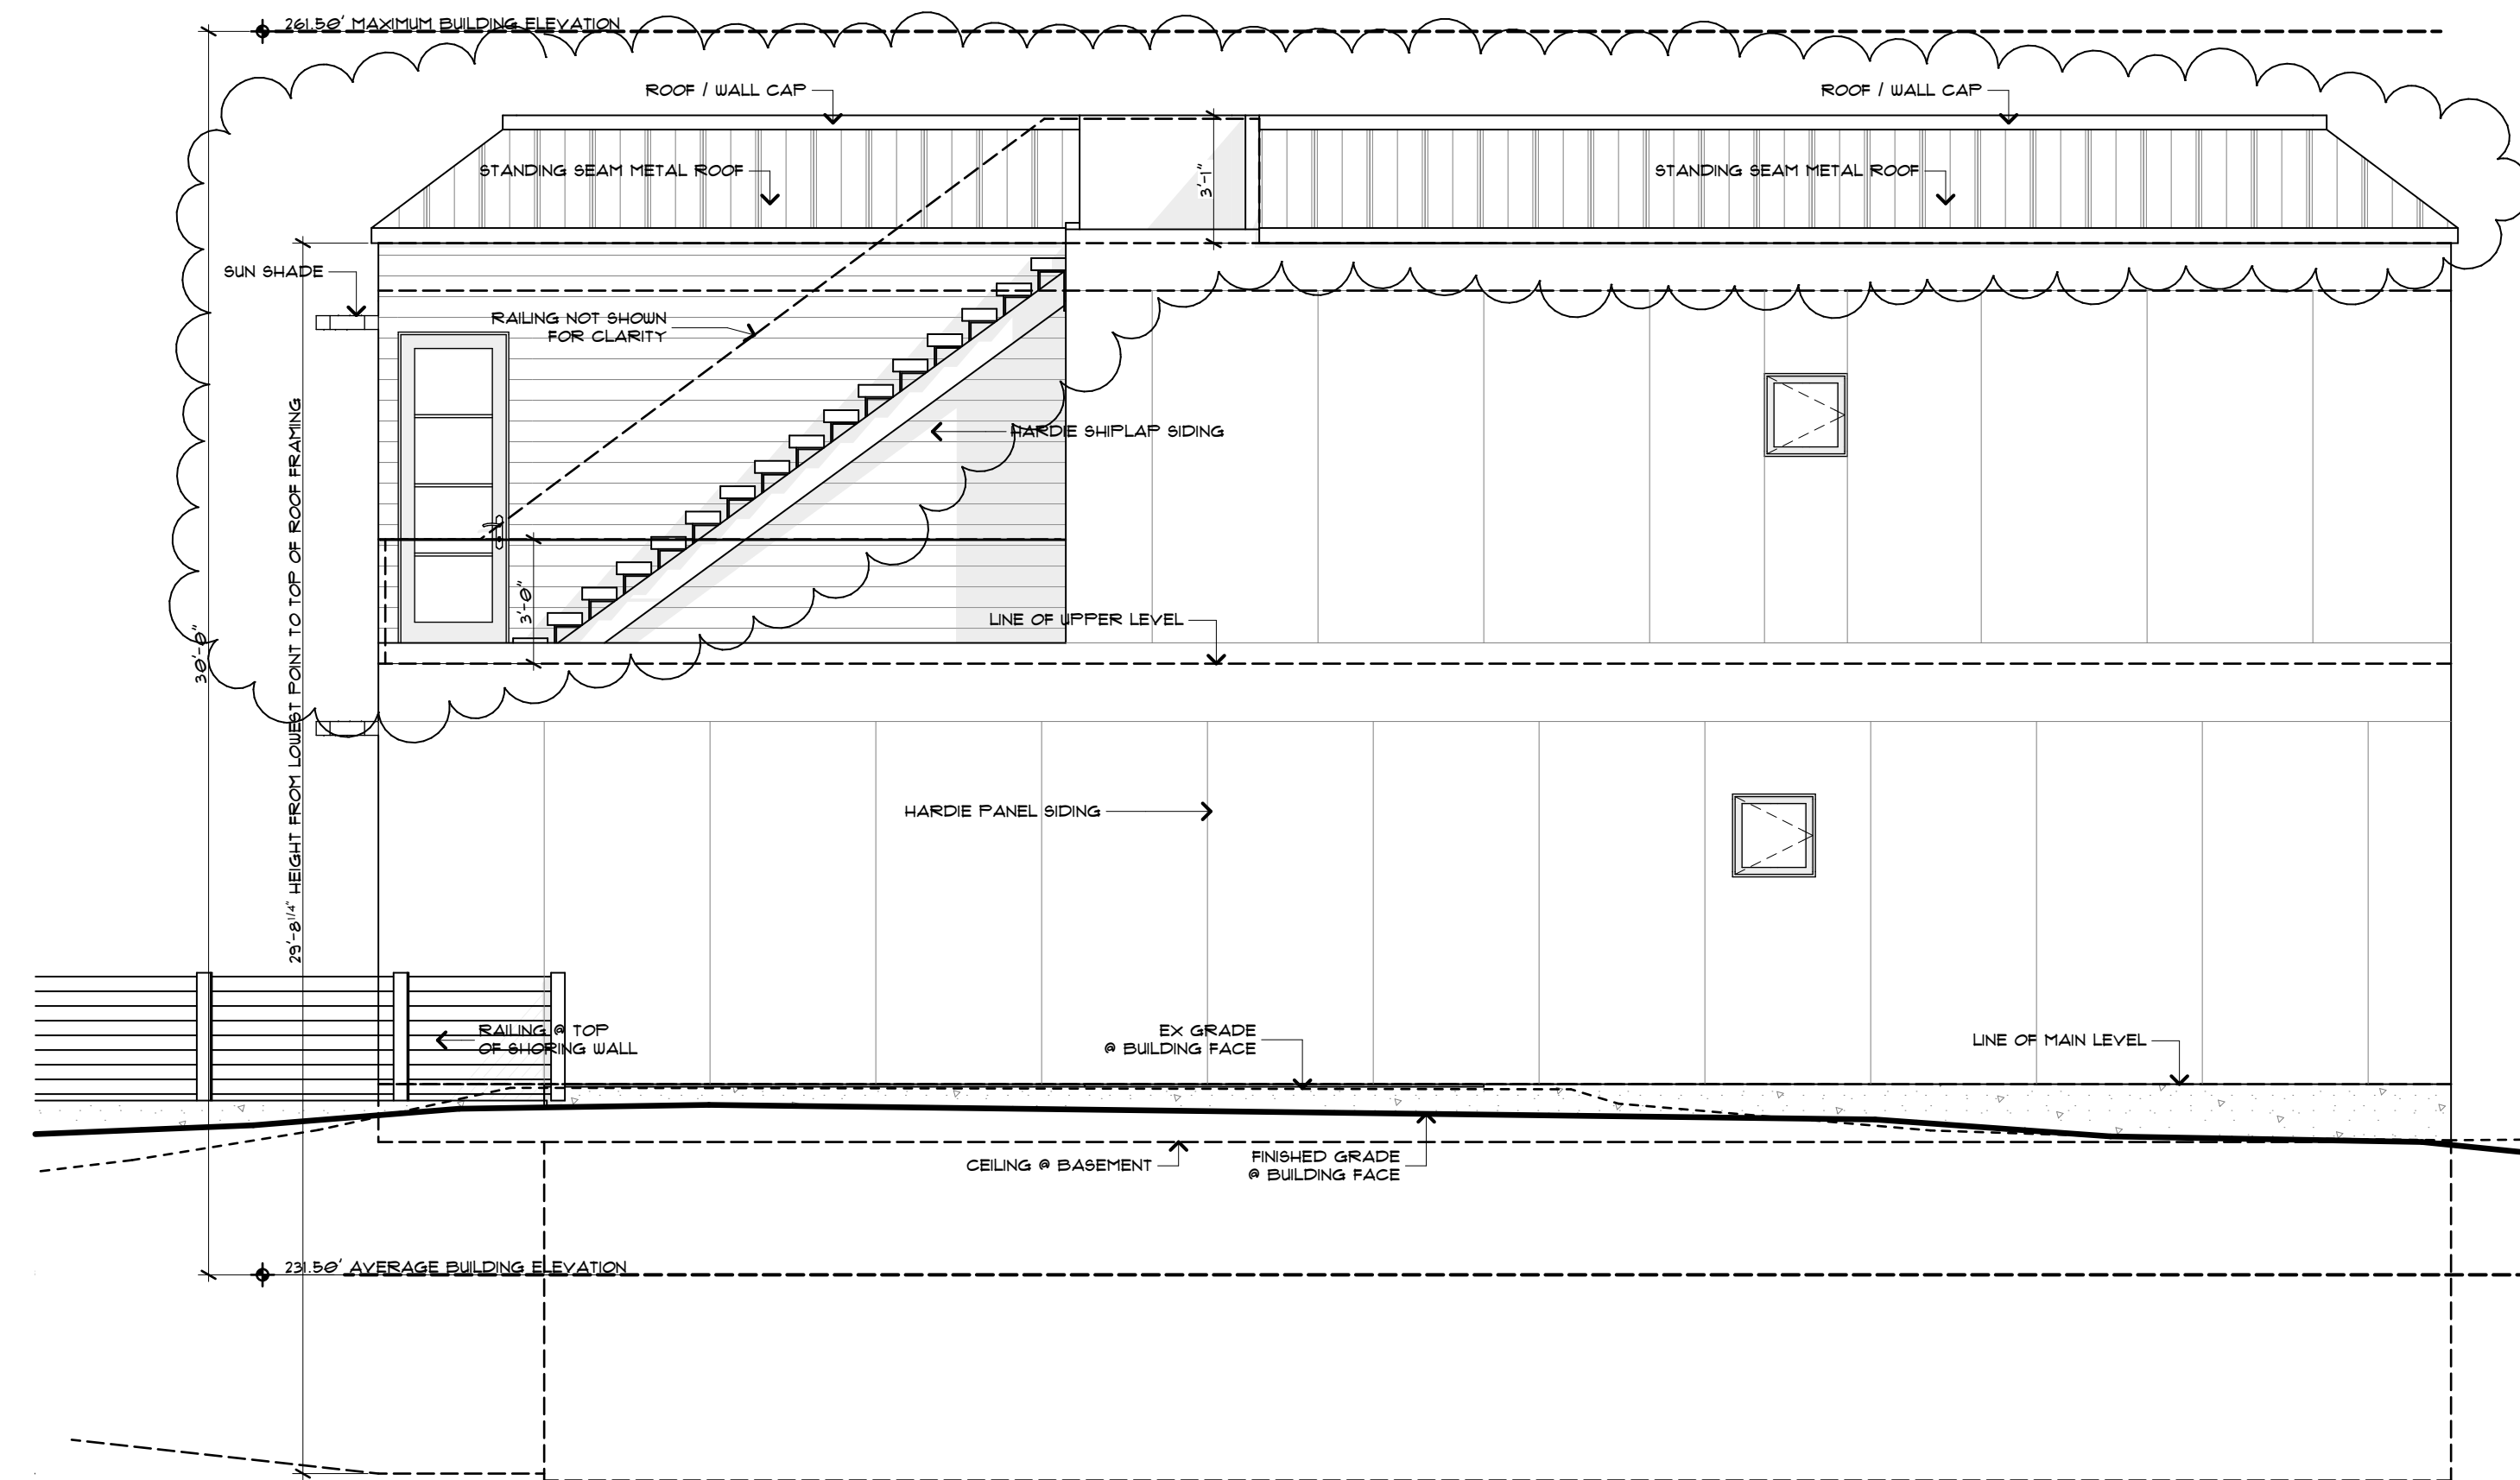 261.50' MAXIMUM BUILDING ELEVATION
ROOF / WALL CAP
ROOF / WALL CAP
STANDING SEAM METAL ROOF
3'-1"
STANDING SEAM METAL ROOF
SUN SHADE
RAILING NOT SHOWN
FOR CLARITY
HARDIE SHIPLAP SIDING
3'-0"
LINE OF UPPER LEVEL
30'-0"
29'-8 1/4" HEIGHT FROM LOWEST POINT TO TOP OF ROOF FRAMING
HARDIE PANEL SIDING
RAILING @ TOP
OF SHORING WALL
EX GRADE
@ BUILDING FACE
LINE OF MAIN LEVEL
CEILING @ BASEMENT
FINISHED GRADE
@ BUILDING FACE
231.50' AVERAGE BUILDING ELEVATION